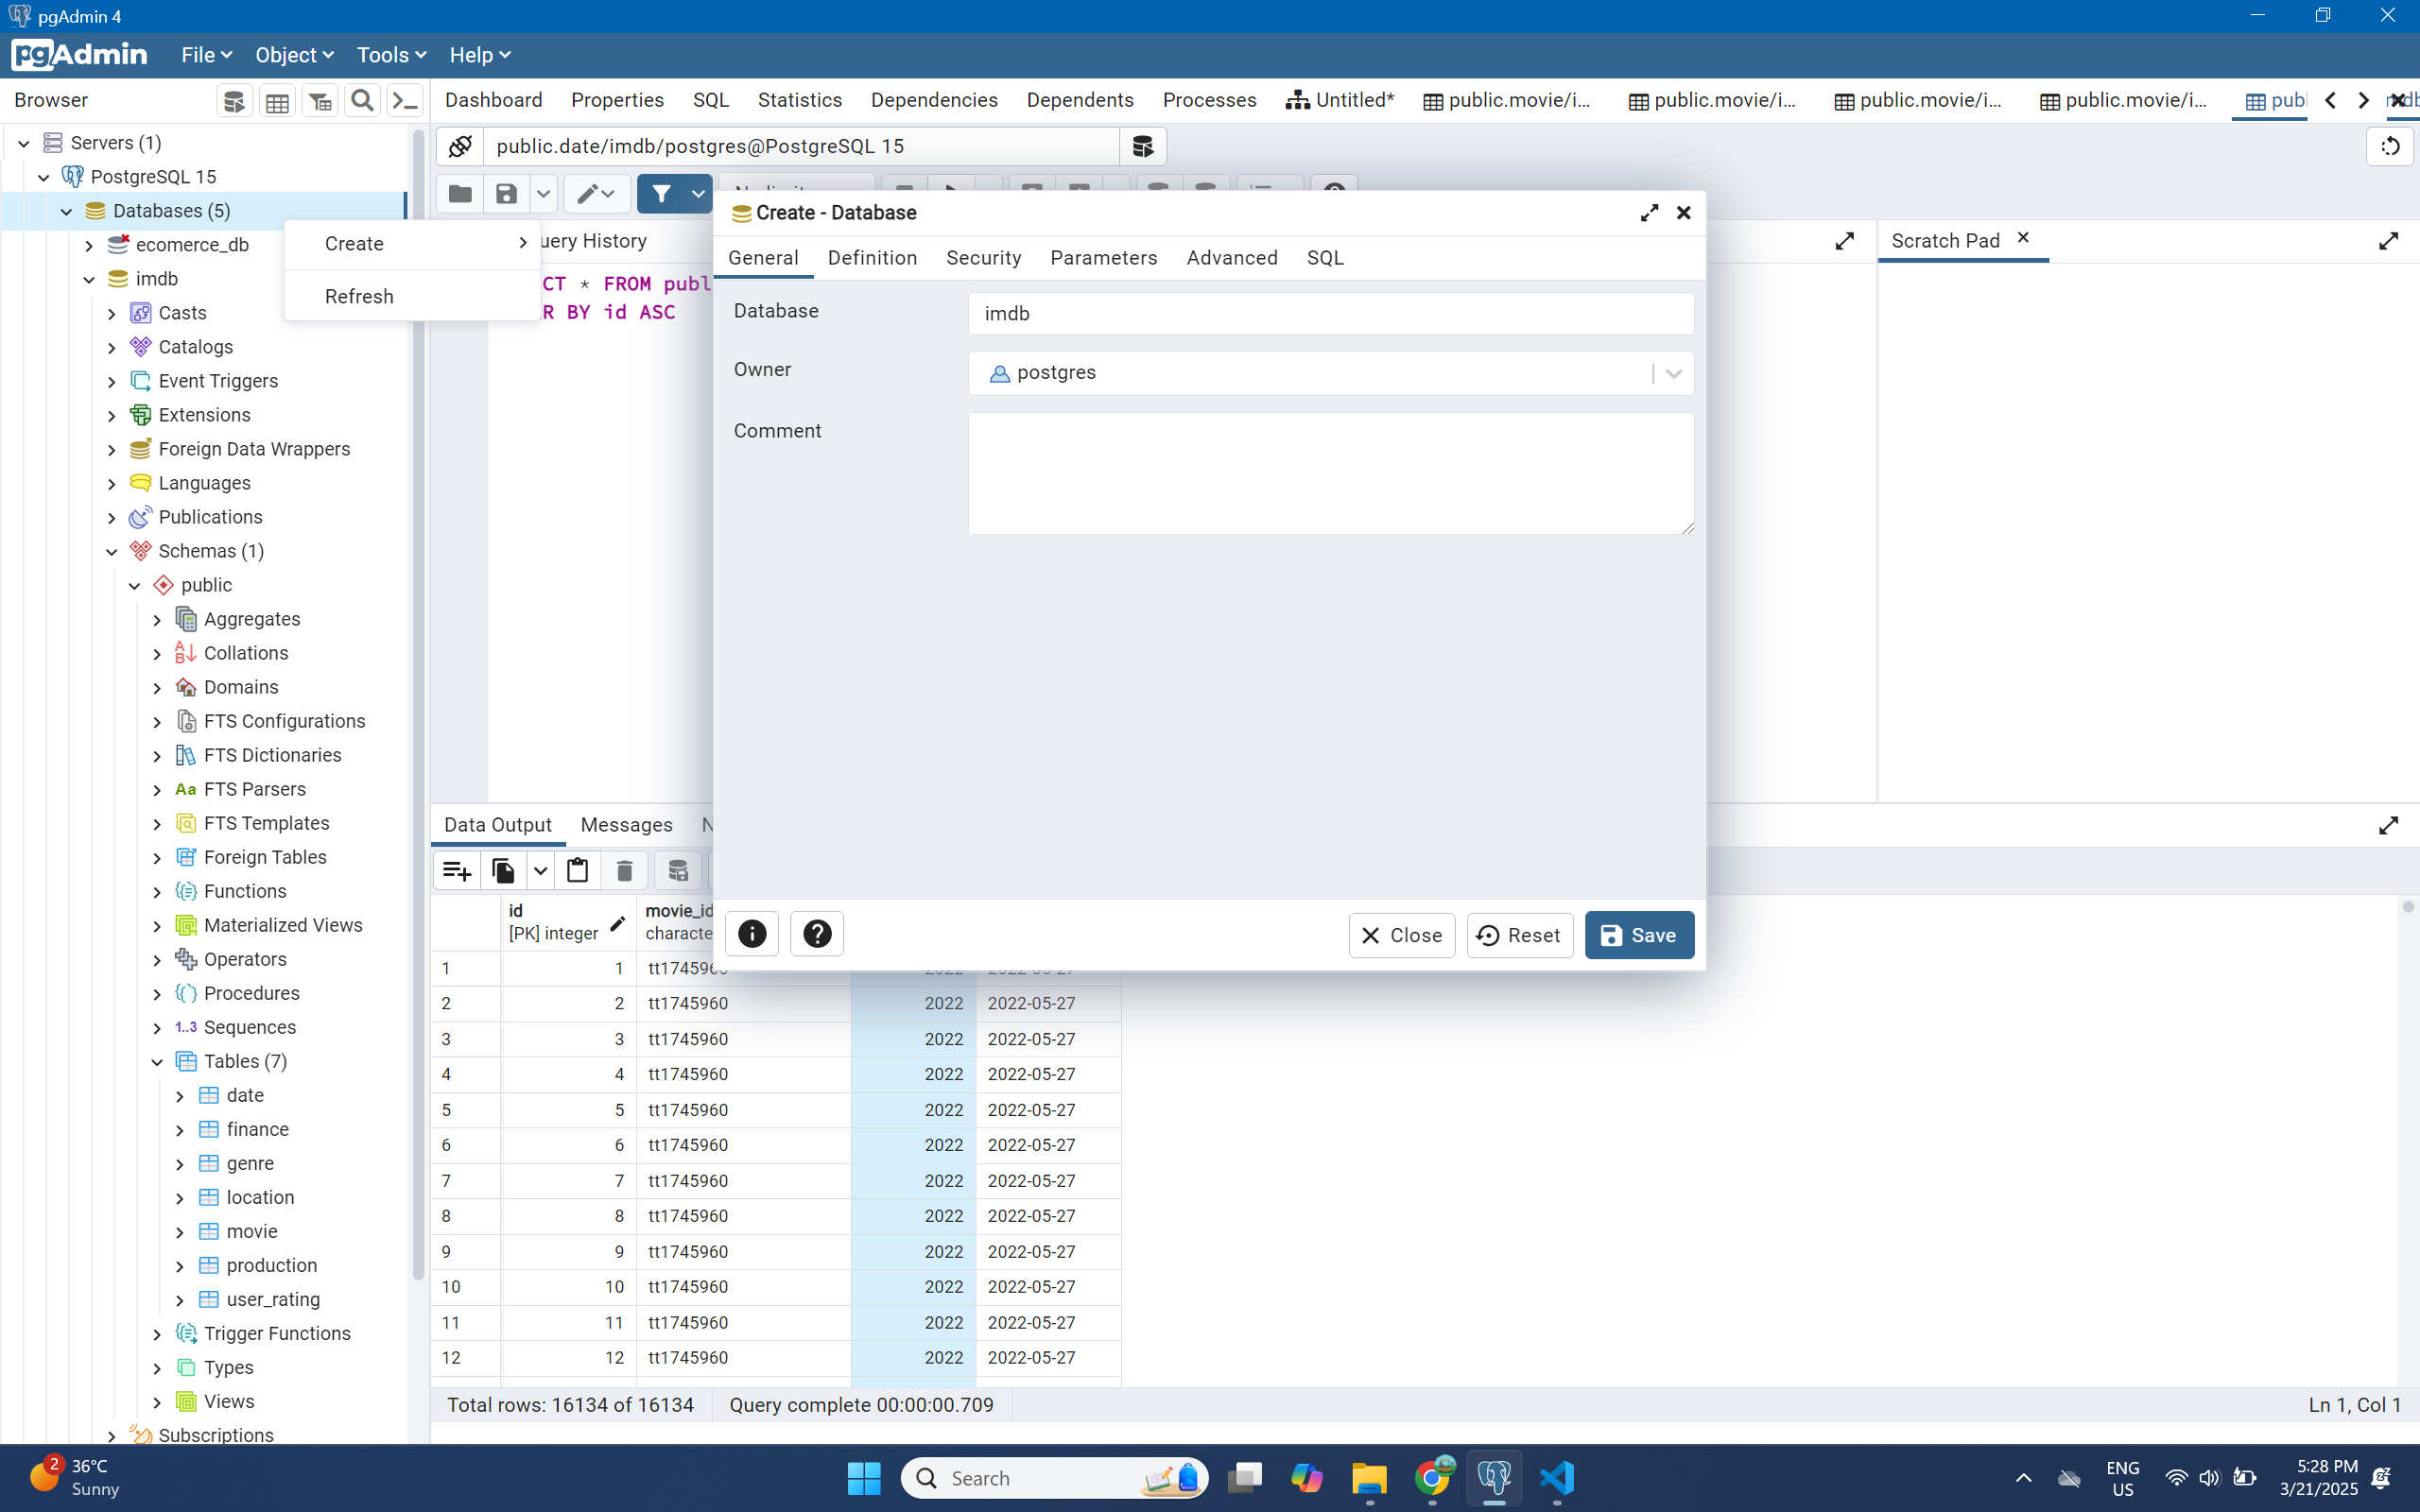 pgAdmin 4
pgAdmin File Object Tools Help
Browser
Dashboard Properties SQL Statistics Dependencies Dependents Processes Untitled* public.movie/i... public.movie/i... public.movie/i... public.movie/i... publ
public.date/imdb/postgres@PostgreSQL 15
Servers (1)
PostgreSQL 15
Databases (5)
ecomerce_db
imdb
Casts
Catalogs
Event Triggers
Extensions
Foreign Data Wrappers
Languages
Publications
Schemas (1)
public
Aggregates
Collations
Domains
FTS Configurations
FTS Dictionaries
Aa FTS Parsers
FTS Templates
Foreign Tables
Functions
Materialized Views
Operators
Procedures
1..3 Sequences
Tables (7)
date
finance
genre
location
movie
production
user_rating
Trigger Functions
Types
Views
Subscriptions
Create
Refresh
uery History
CT * FROM publ
R BY id ASC
Scratch Pad
Create - Database
General Definition Security Parameters Advanced SQL
Database imdb
Owner postgres
Comment
Close Reset Save
Data Output Messages N
id movie_id
[PK] integer characte
1 1 tt1745960 2022 2022-05-27
2 2 tt1745960 2022 2022-05-27
3 3 tt1745960 2022 2022-05-27
4 4 tt1745960 2022 2022-05-27
5 5 tt1745960 2022 2022-05-27
6 6 tt1745960 2022 2022-05-27
7 7 tt1745960 2022 2022-05-27
8 8 tt1745960 2022 2022-05-27
9 9 tt1745960 2022 2022-05-27
10 10 tt1745960 2022 2022-05-27
11 11 tt1745960 2022 2022-05-27
12 12 tt1745960 2022 2022-05-27
Total rows: 16134 of 16134 Query complete 00:00:00.709 Ln 1, Col 1
2
36°C
Sunny
Search
ENG
US
5:28 PM
3/21/2025